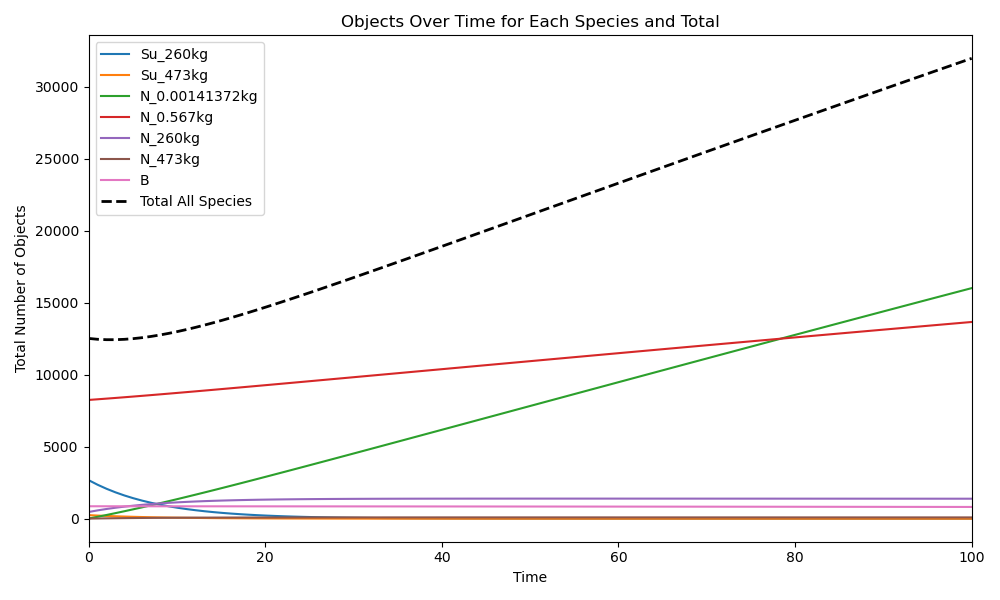 Objects Over Time for Each Species and Total
Su_260kg
Su_473kg
N_0.00141372kg
N_0.567kg
N_260kg
N_473kg
B
Total All Species
Total Number of Objects
30000
25000
20000
15000
10000
5000
0
0 20 40 60 80 100
Time